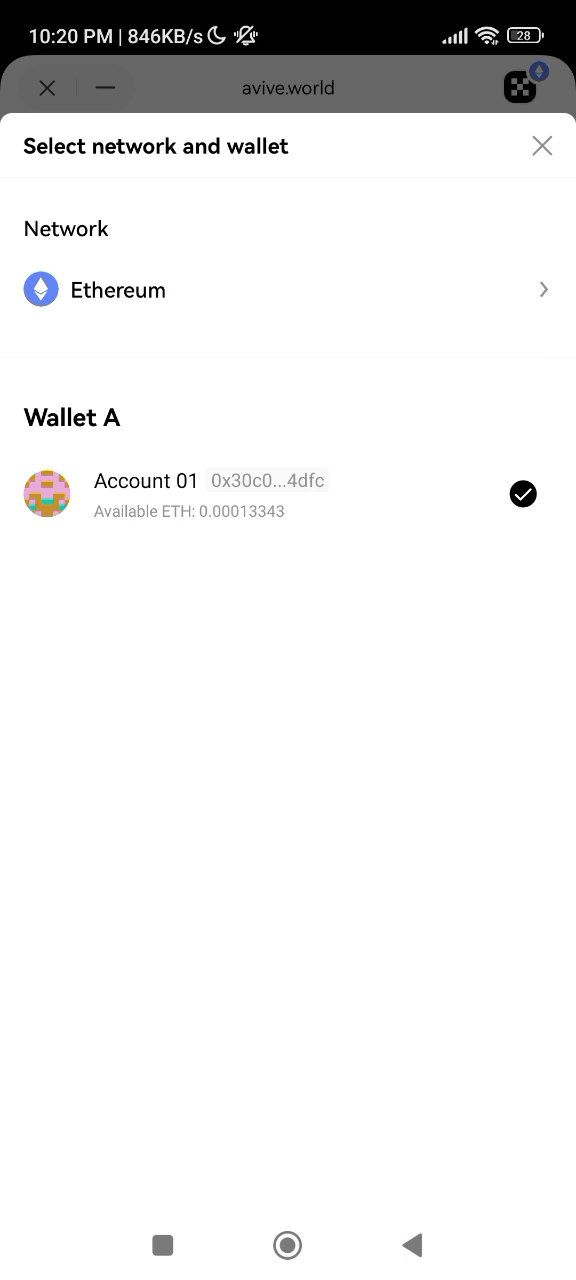 10:20 PM | 846KB/s 28
avive.world
Select network and wallet
Network
Ethereum
Wallet A
Account 01 0x30c0...4dfc
Available ETH: 0.00013343